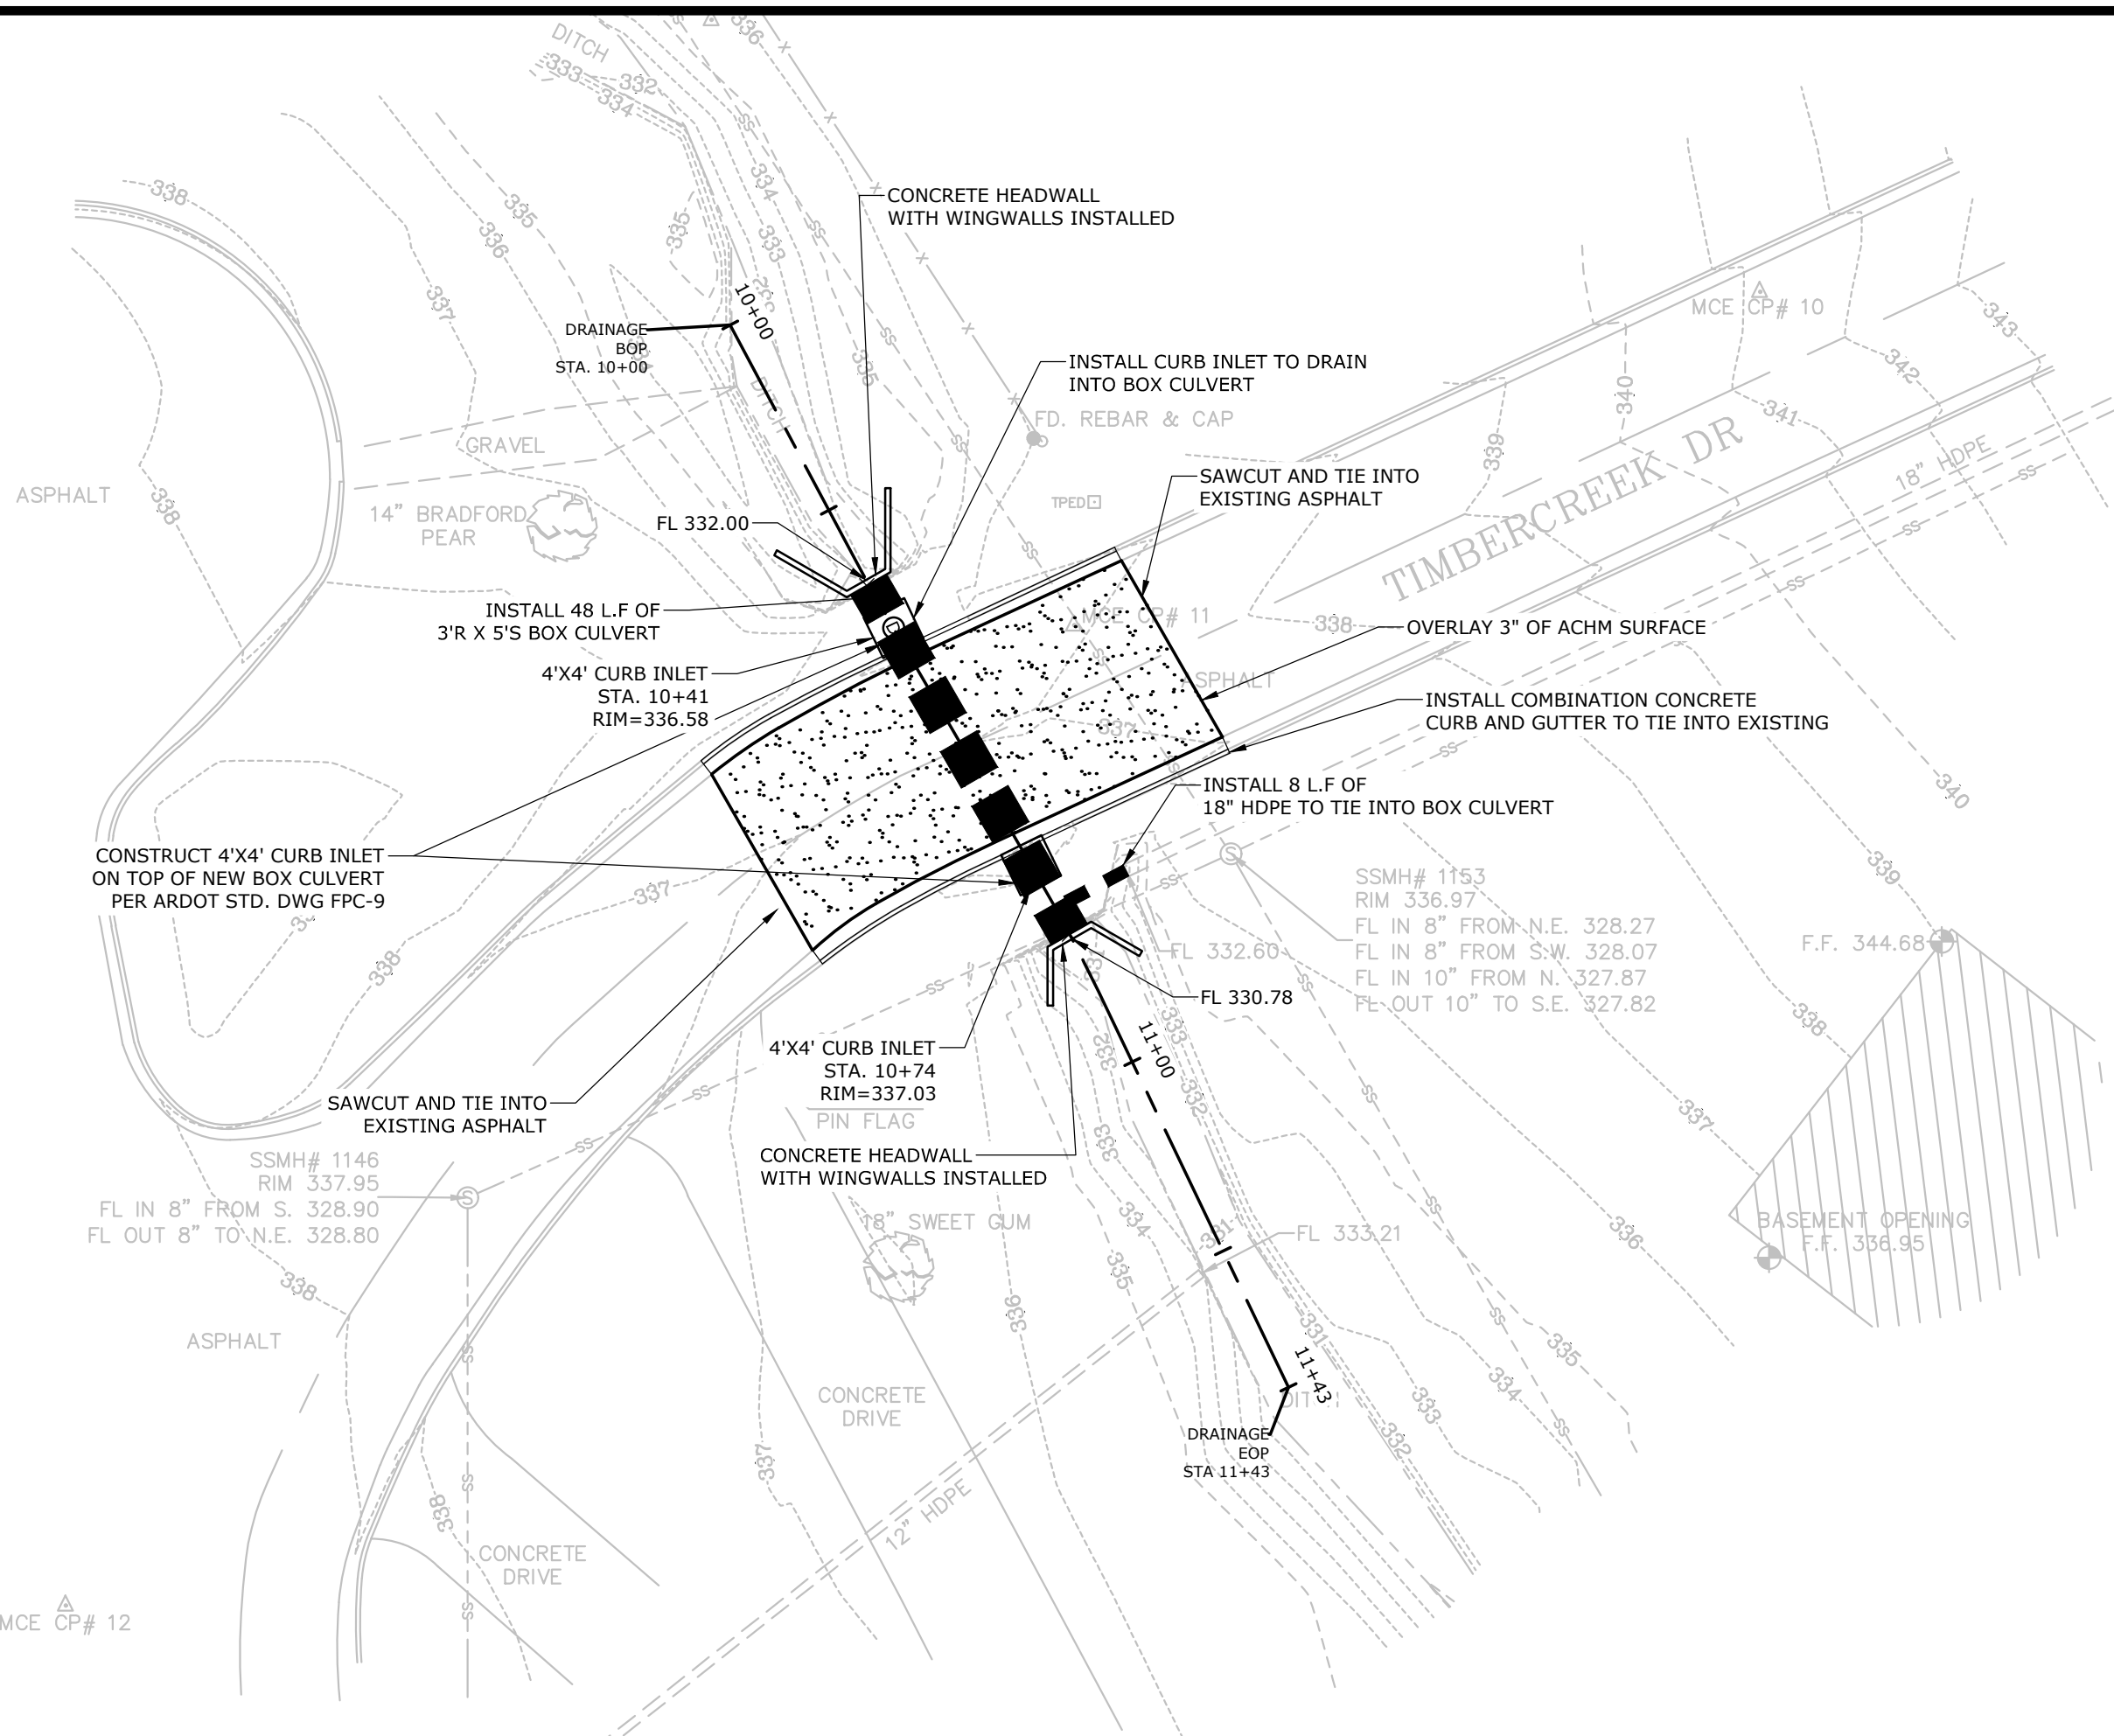 DITCH
336
333
332
334
338
335
334
CONCRETE HEADWALL
WITH WINGWALLS INSTALLED
335
336
333
337
10+00
DRAINAGE
BOP
STA. 10+00
DITCH
335
INSTALL CURB INLET TO DRAIN
INTO BOX CULVERT
FD. REBAR & CAP
MCE CP# 10
343
342
340
341
339
TIMBERCREEK DR
18" HDPE
GRAVEL
ASPHALT
338
14" BRADFORD
PEAR
FL 332.00
TPED
SAWCUT AND TIE INTO
EXISTING ASPHALT
INSTALL 48 L.F OF
3'R X 5'S BOX CULVERT
MCE CP# 11
338
OVERLAY 3" OF ACHM SURFACE
4'X4' CURB INLET
STA. 10+41
RIM=336.58
ASPHALT
337
INSTALL COMBINATION CONCRETE
CURB AND GUTTER TO TIE INTO EXISTING
INSTALL 8 L.F OF
18" HDPE TO TIE INTO BOX CULVERT
340
CONSTRUCT 4'X4' CURB INLET
ON TOP OF NEW BOX CULVERT
PER ARDOT STD. DWG FPC-9
337
338
339
SSMH# 1153
RIM 336.97
FL IN 8" FROM N.E. 328.27
FL IN 8" FROM S.W. 328.07
FL IN 10" FROM N. 327.87
FL OUT 10" TO S.E. 327.82
F.F. 344.68
FL 332.60
FL 330.78
338
11+00
333
332
332
4'X4' CURB INLET
STA. 10+74
RIM=337.03
PIN FLAG
SAWCUT AND TIE INTO
EXISTING ASPHALT
337
333
CONCRETE HEADWALL
WITH WINGWALLS INSTALLED
SSMH# 1146
RIM 337.95
FL IN 8" FROM S. 328.90
FL OUT 8" TO N.E. 328.80
18" SWEET GUM
334
331
FL 333.21
336
BASEMENT OPENING
F.F. 336.95
338
335
336
331
335
ASPHALT
11+43
334
333
CONCRETE
DRIVE
DRAINAGE
EOP
STA 11+43
332
337
12" HDPE
338
CONCRETE
DRIVE
MCE CP# 12